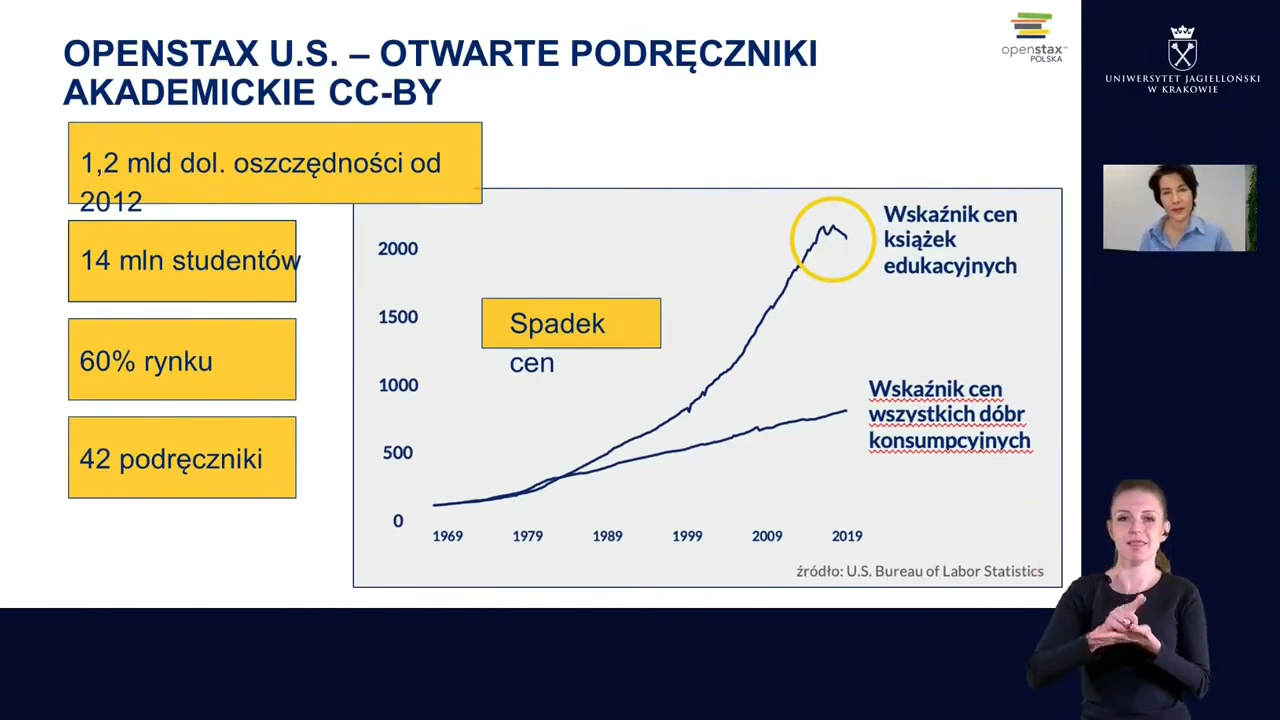 OPENSTAX U.S. – OTWARTE PODRĘCZNIKI
AKADEMICKIE CC-BY
openstax™
POLSKA
UNIWERSYTET JAGIELLOŃSKI
W KRAKOWIE
1,2 mld dol. oszczędności od
2012
14 mln studentów
60% rynku
42 podręczniki
Wskaźnik cen
książek
edukacyjnych
Spadek
cen
Wskaźnik cen
wszystkich dóbr
konsumpcyjnych
2000
1500
1000
500
0
1969 1979 1989 1999 2009 2019
źródło: U.S. Bureau of Labor Statistics